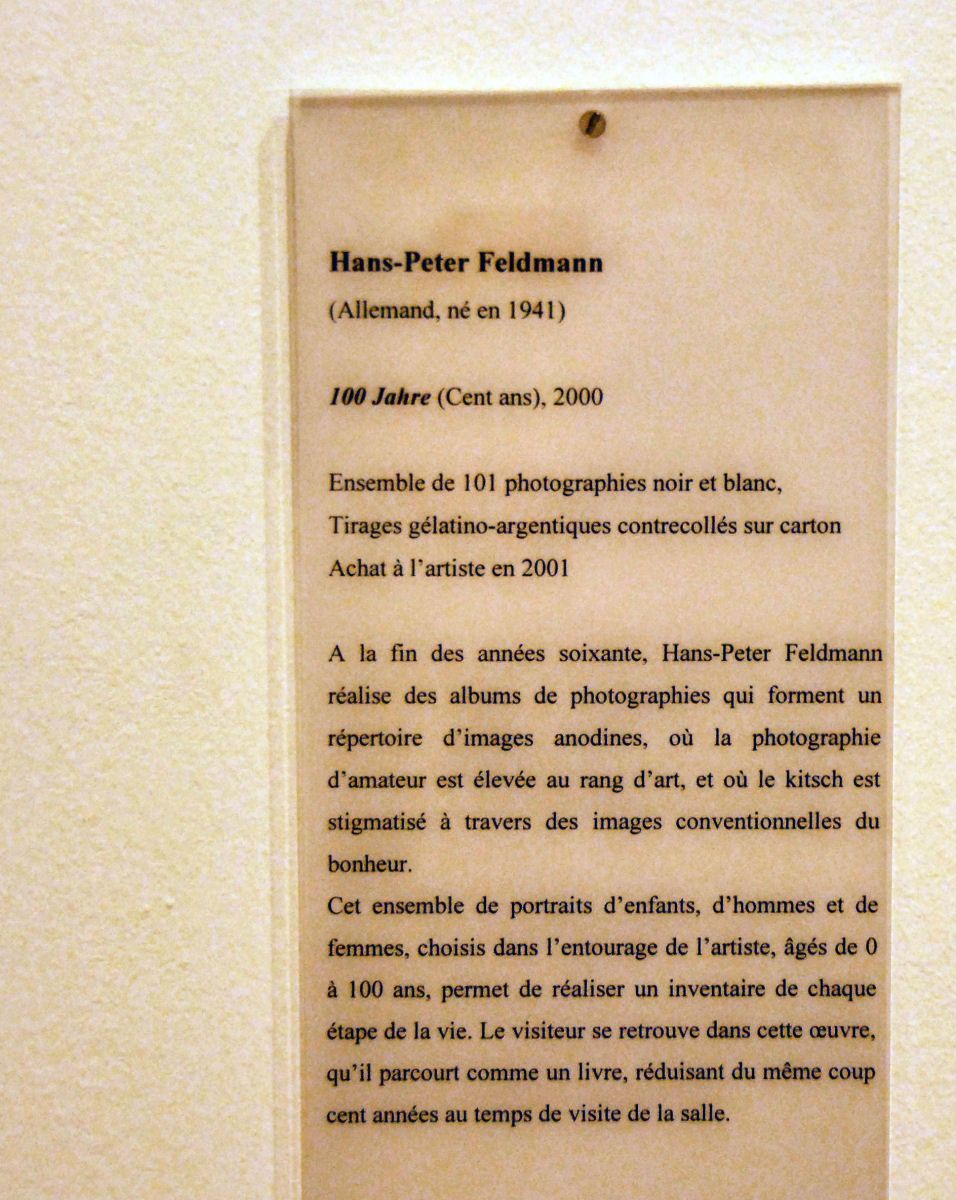 Hans-Peter Feldmann
(Allemand, né en 1941)
100 Jahre (Cent ans), 2000
Ensemble de 101 photographies noir et blanc,
Tirages gélatino-argentiques contrecollés sur carton
Achat à l’artiste en 2001
A la fin des années soixante, Hans-Peter Feldmann
réalise des albums de photographies qui forment un
répertoire d’images anodines, où la photographie
d’amateur est élevée au rang d’art, et où le kitsch est
stigmatisé à travers des images conventionnelles du
bonheur.
Cet ensemble de portraits d’enfants, d’hommes et de
femmes, choisis dans l’entourage de l’artiste, âgés de 0
à 100 ans, permet de réaliser un inventaire de chaque
étape de la vie. Le visiteur se retrouve dans cette œuvre,
qu’il parcourt comme un livre, réduisant du même coup
cent années au temps de visite de la salle.